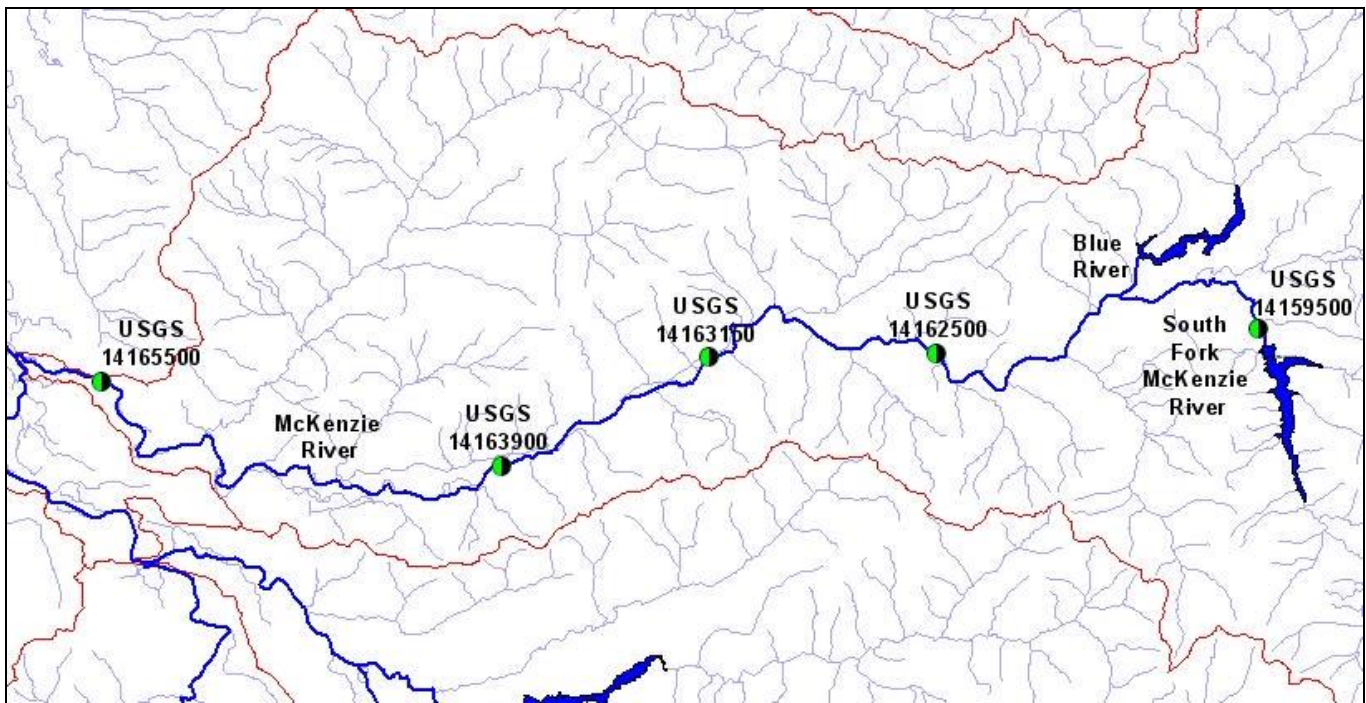 Blue
River
USGS
14159500
USGS
14162500
USGS
14163150
South
Fork
McKenzie
River
USGS
14165500
USGS
14163900
McKenzie
River